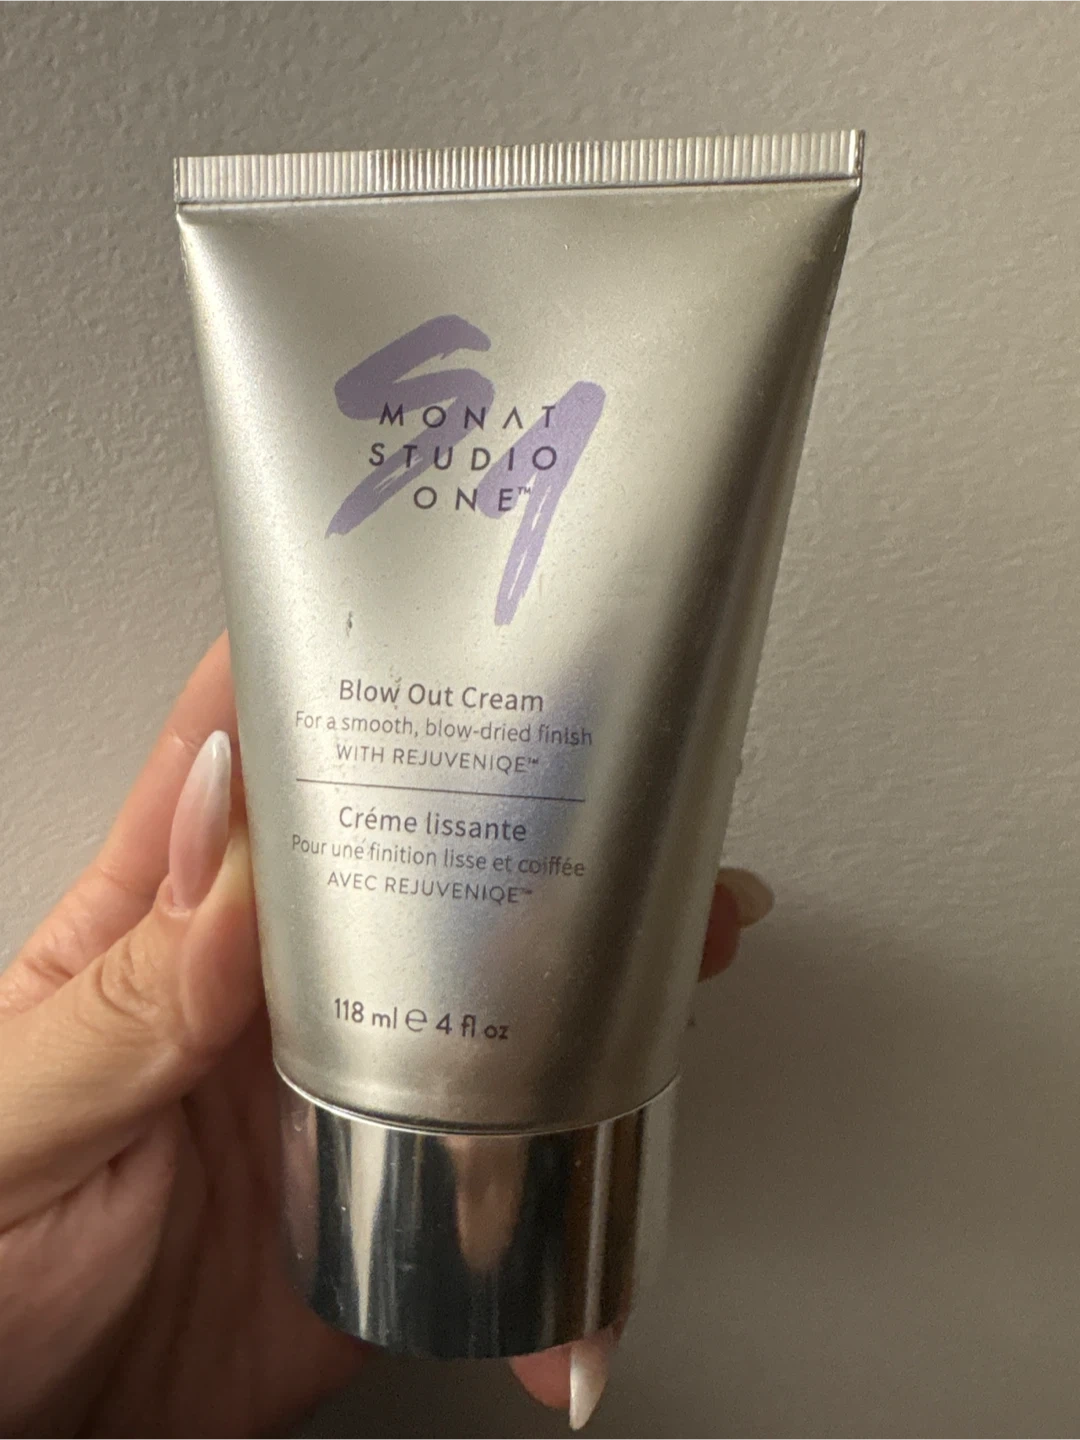 MONAT
STUDIO
ONE™
Blow Out Cream
For a smooth, blow-dried finish
WITH REJUVENIQE™
Créme lissante
Pour une finition lisse et coiffée
AVEC REJUVENIQE™
118 ml ℮ 4 fl oz